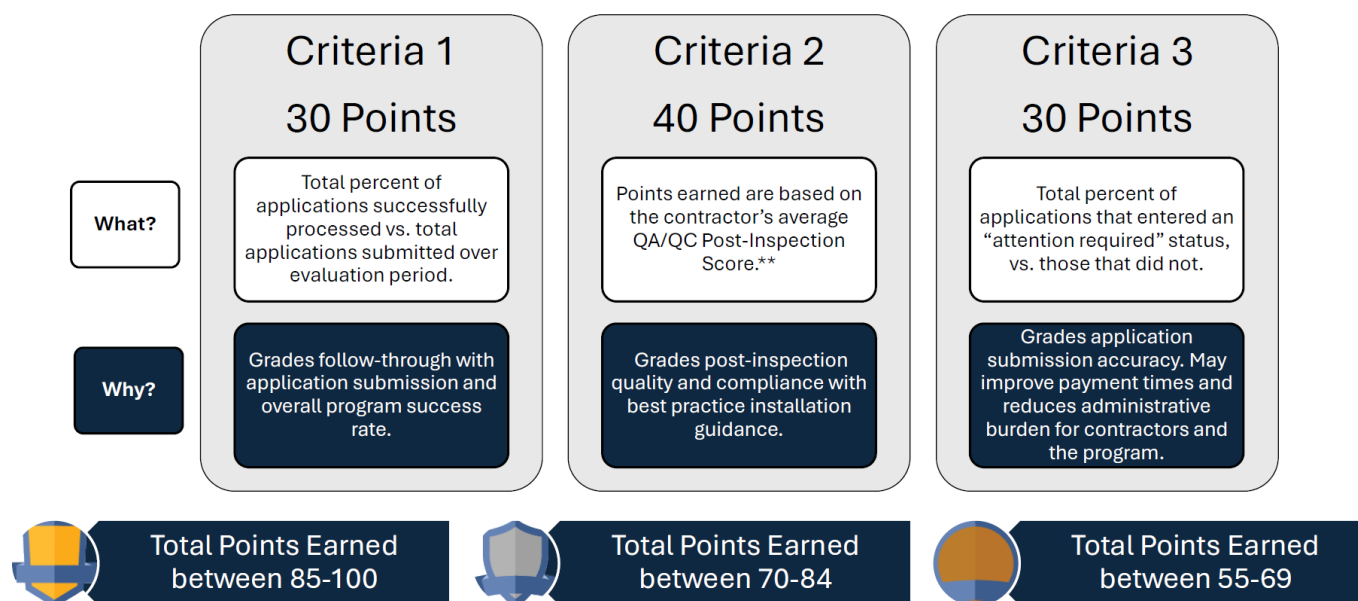 Criteria 1
30 Points
Criteria 2
40 Points
Criteria 3
30 Points
What?
Total percent of
applications successfully
processed vs. total
applications submitted over
evaluation period.
Points earned are based on
the contractor’s average
QA/QC Post-Inspection
Score.**
Total percent of
applications that entered an
“attention required” status,
vs. those that did not.
Why?
Grades follow-through with
application submission and
overall program success
rate.
Grades post-inspection
quality and compliance with
best practice installation
guidance.
Grades application
submission accuracy. May
improve payment times and
reduces administrative
burden for contractors and
the program.
Total Points Earned
between 85-100
Total Points Earned
between 70-84
Total Points Earned
between 55-69